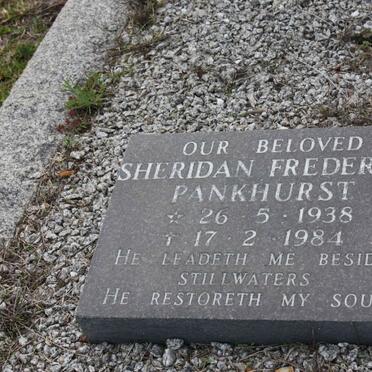 OUR BELOVED
SHERIDAN FREDER
PANKHURST
☆ 26 · 5 · 1938
† 17 · 2 · 1984
HE LEADETH ME BESID
STILLWATERS
HE RESTORETH MY SOU